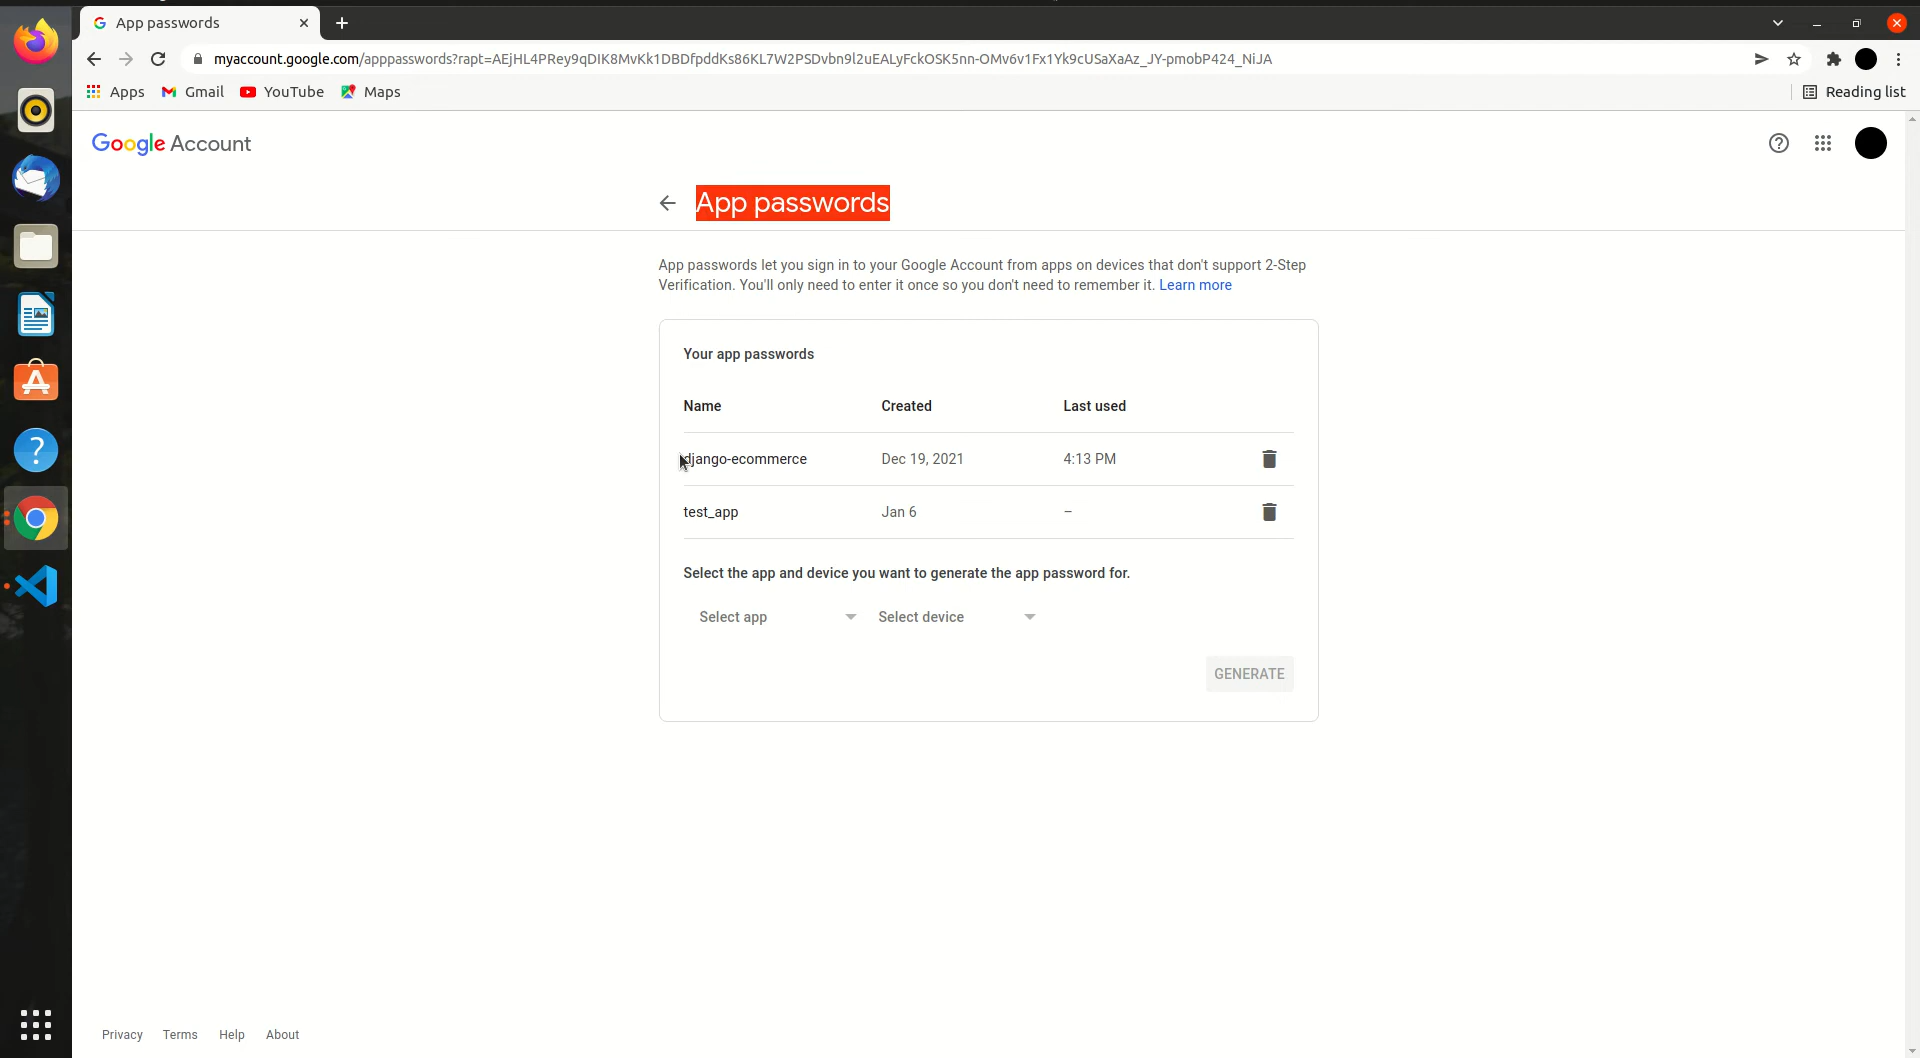 App passwords
myaccount.google.com/apppasswords?rapt=AEjHL4PRey9qDIK8MvKk1DBDfpddKs86KL7W2PSDvbn9l2uEALyFckOSK5nn-OMv6v1Fx1Yk9cUSaXaAz_JY-pmobP424_NiJA
Apps Gmail YouTube Maps Reading list
Google Account
App passwords
App passwords let you sign in to your Google Account from apps on devices that don't support 2-Step
Verification. You'll only need to enter it once so you don't need to remember it. Learn more
Your app passwords
Name Created Last used
django-ecommerce Dec 19, 2021 4:13 PM
test_app Jan 6 –
Select the app and device you want to generate the app password for.
Select app Select device
GENERATE
Privacy Terms Help About